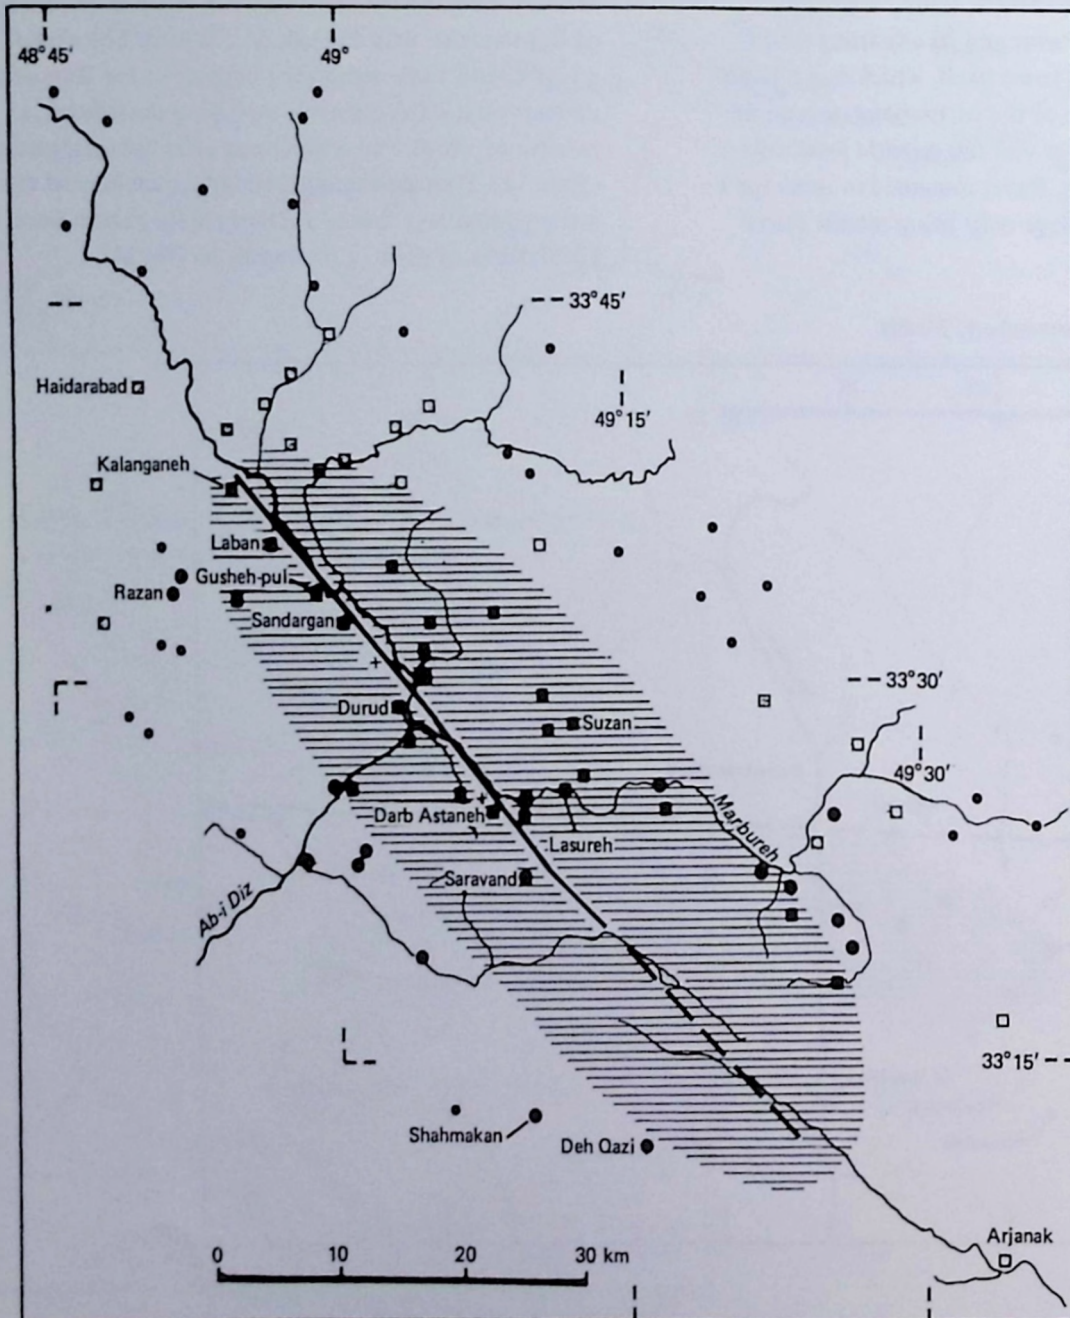 48°45'
49°
33°45'
49°15'
Haidarabad
Kalanganeh
Laban
Gusheh-pul
Razan
Sandargan
33°30'
Durud
Suzan
49°30'
Darb Astaneh
Marbureh
Lasureh
Saravand
Ab-i Diz
33°15'
Shahmakan
Deh Qazi
Arjanak
0 10 20 30 km